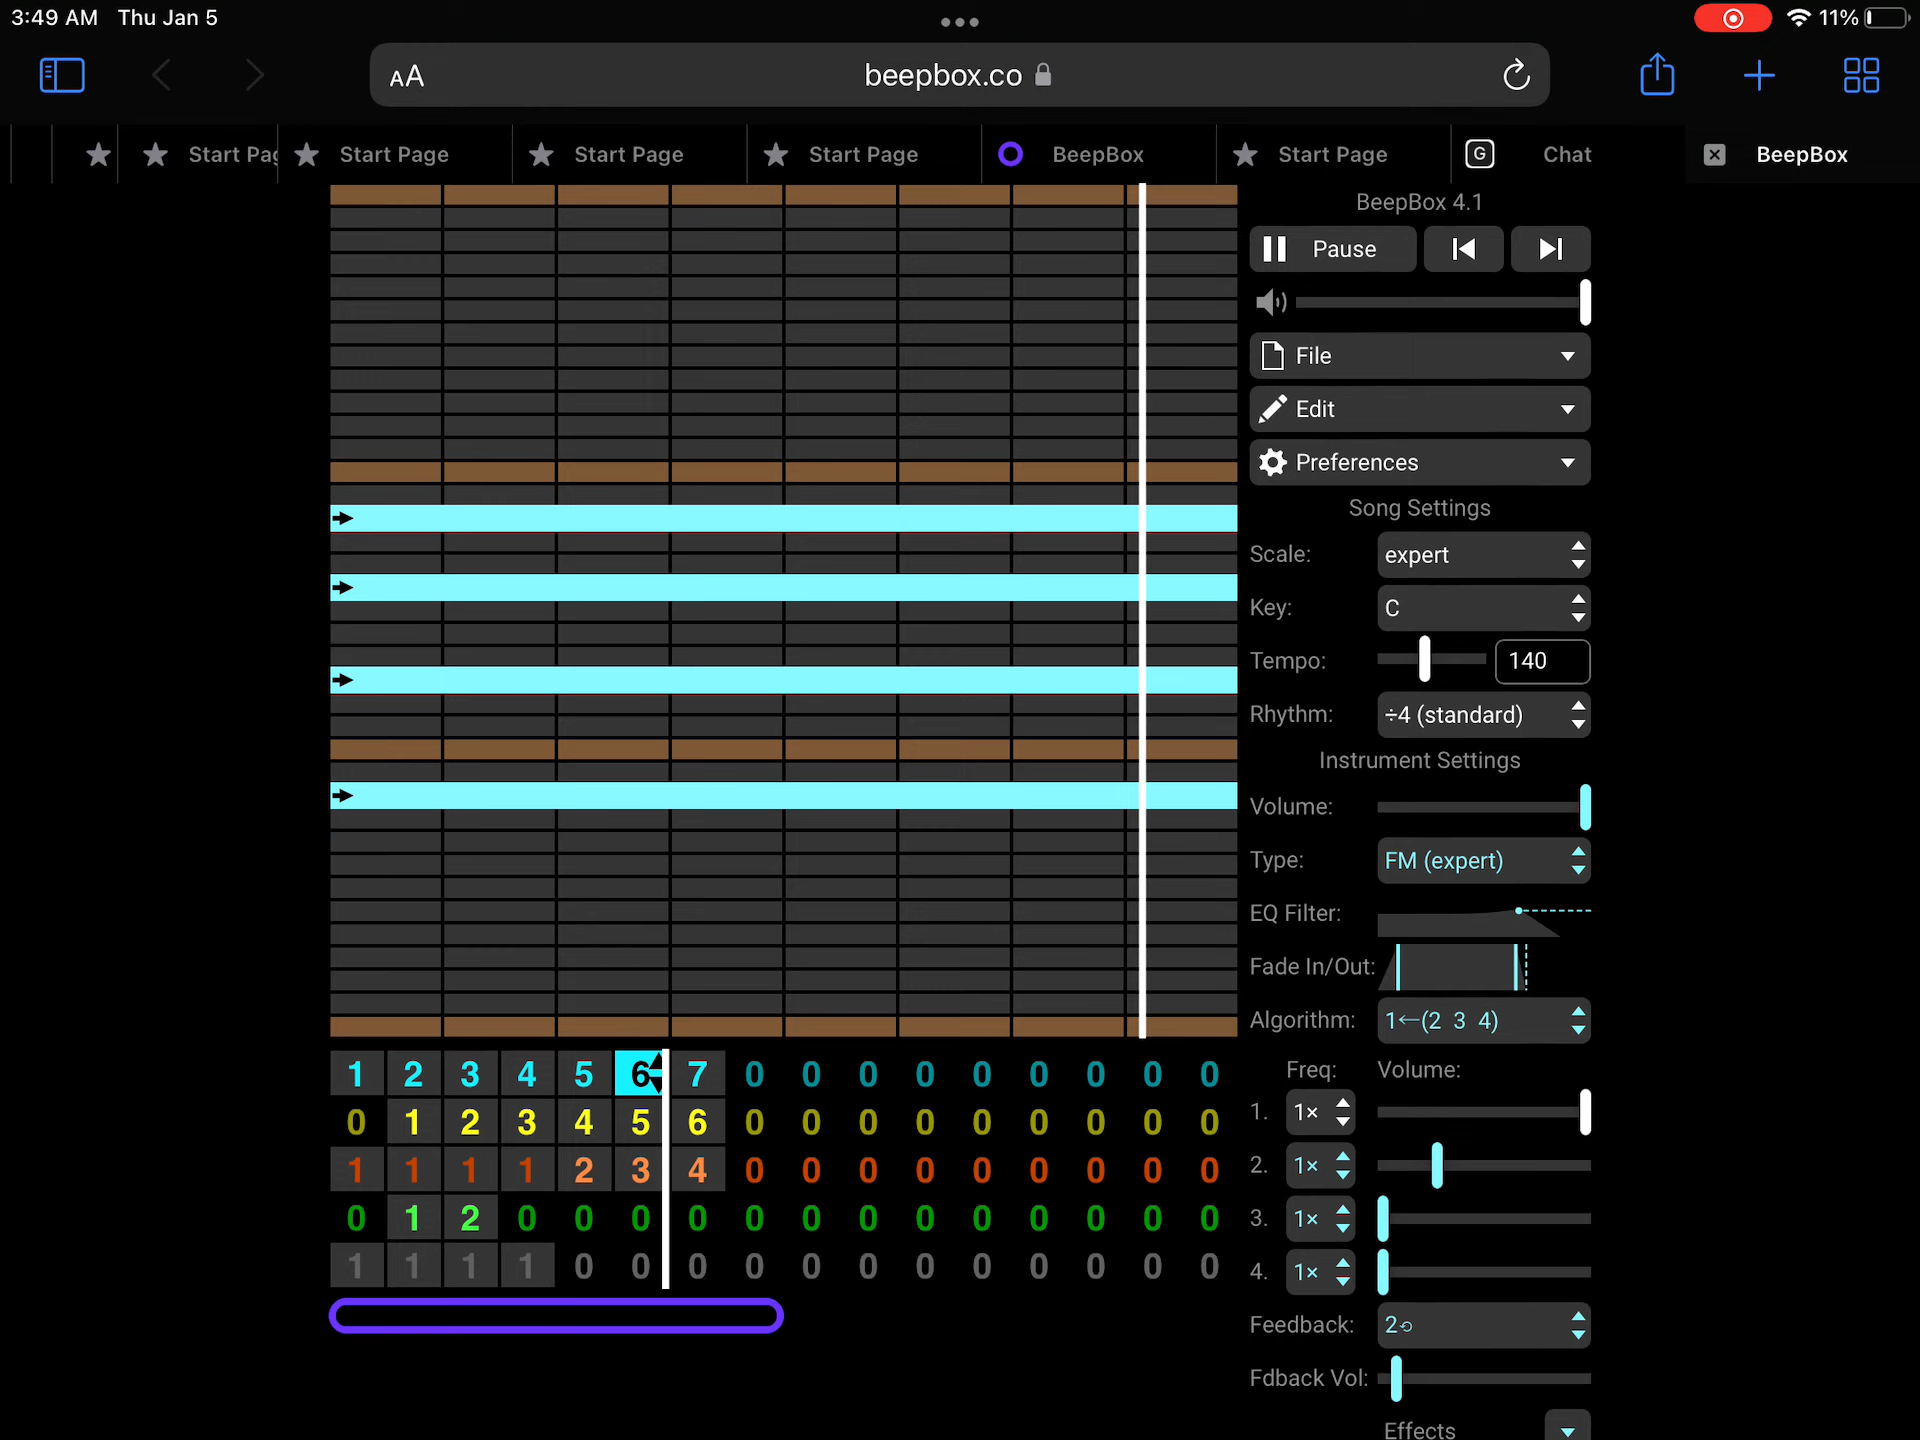 3:49 AM Thu Jan 5
11%
AA beepbox.co
Start Pag Start Page Start Page Start Page BeepBox Start Page G Chat BeepBox
BeepBox 4.1
Pause
File
Edit
Preferences
Song Settings
Scale: expert
Key: C
Tempo: 140
Rhythm: ÷4 (standard)
Instrument Settings
Volume:
Type: FM (expert)
EQ Filter:
Fade In/Out:
Algorithm: 1←(2 3 4)
Freq: Volume:
1. 1×
2. 1×
3. 1×
4. 1×
Feedback: 2⟲
Fdback Vol:
Effects
1 2 3 4 5 6 7 0 0 0 0 0 0 0 0 0
0 1 2 3 4 5 6 0 0 0 0 0 0 0 0 0
1 1 1 1 2 3 4 0 0 0 0 0 0 0 0 0
0 1 2 0 0 0 0 0 0 0 0 0 0 0 0 0
1 1 1 1 0 0 0 0 0 0 0 0 0 0 0 0